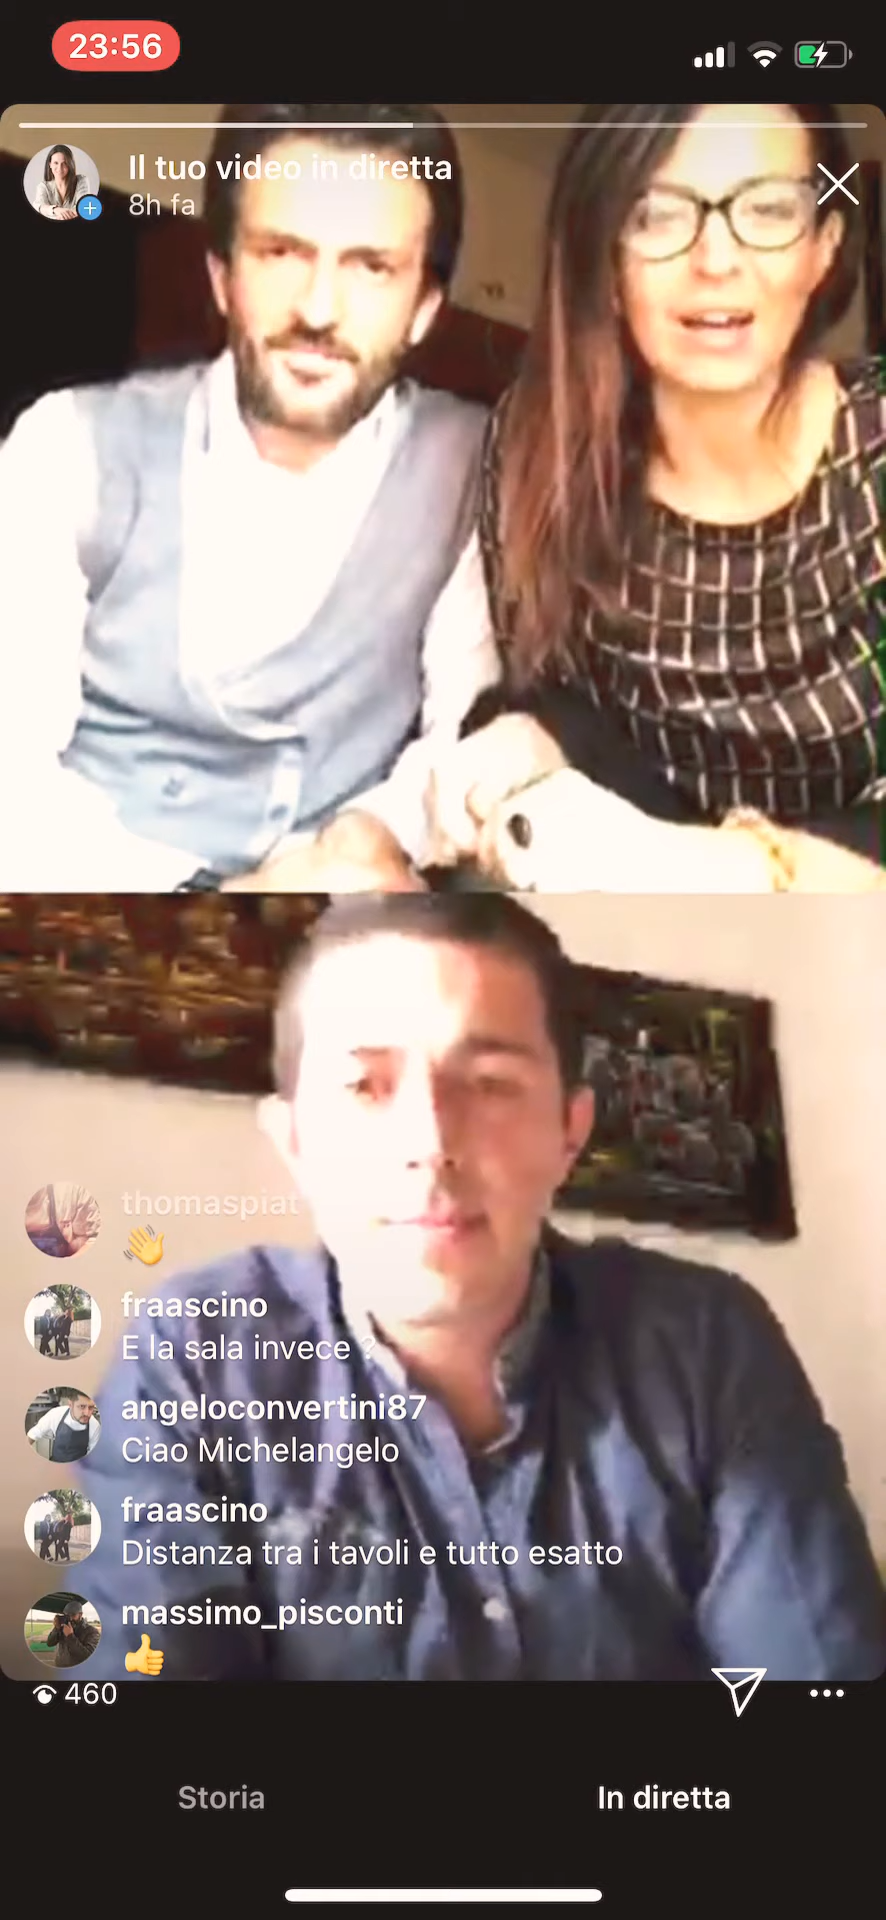 23:56
Il tuo video in diretta
8h fa
thomaspiat
👋
fraascino
E la sala invece ?
angeloconvertini87
Ciao Michelangelo
fraascino
Distanza tra i tavoli e tutto esatto
massimo_pisconti
👍
460
Storia
In diretta